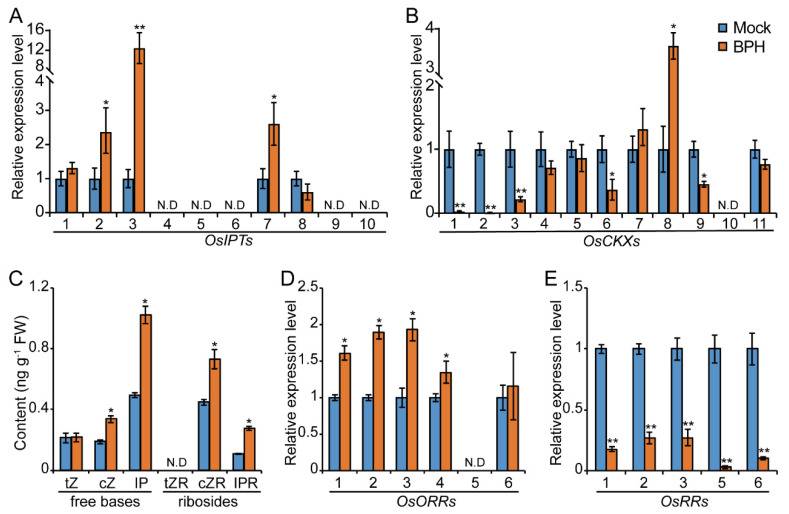 A
Relative expression level
16
12
8
4
3
2
1
0
*
**
*
N.D N.D N.D N.D N.D
1 2 3 4 5 6 7 8 9 10
OsIPTs
B
Relative expression level
4
3
1
0
Mock
BPH
** ** ** * * *
N.D
1 2 3 4 5 6 7 8 9 10 11
OsCKXs
C
Content (ng g-1 FW)
1.2
0.8
0.4
0
* * * *
N.D
tZ cZ IP tZR cZR IPR
free bases ribosides
D
Relative expression level
2.5
2
1.5
1
0.5
0
* * * *
N.D
1 2 3 4 5 6
OsORRs
E
Relative expression level
1.5
1
0.5
0
** ** ** ** **
1 2 3 5 6
OsRRs